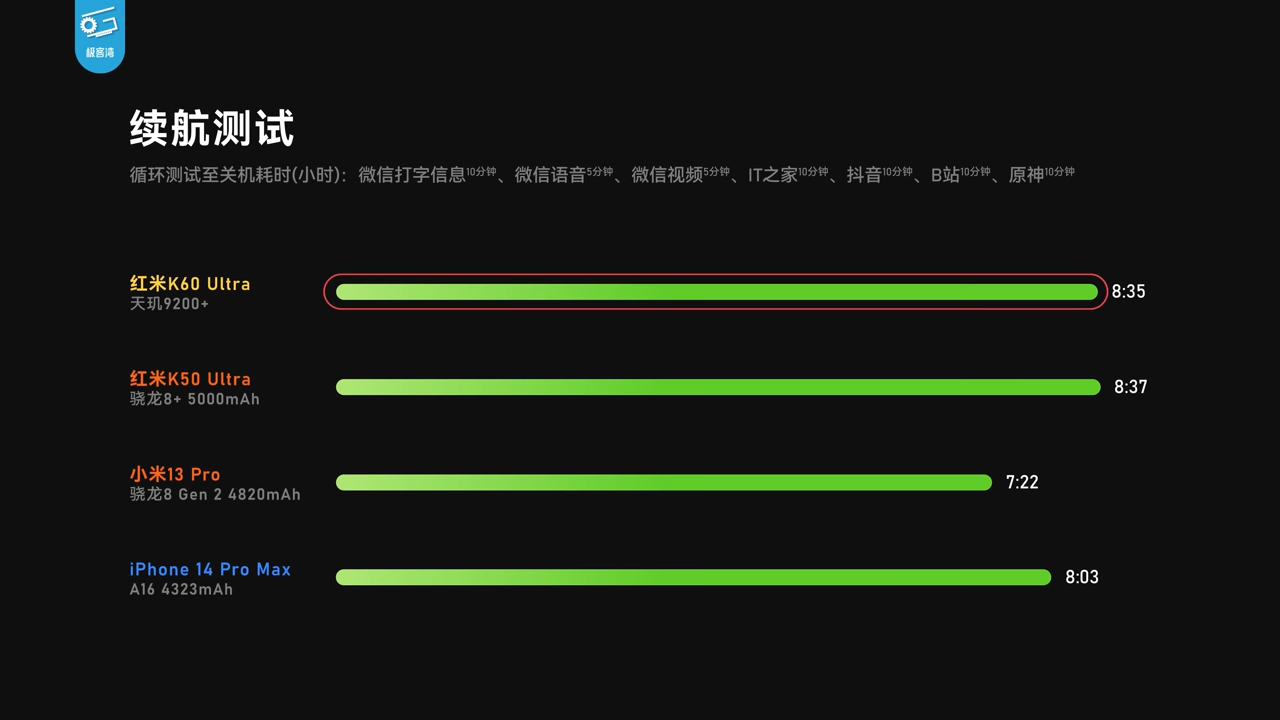 极客湾
续航测试
循环测试至关机耗时(小时)：微信打字信息10分钟、微信语音5分钟、微信视频5分钟、IT之家10分钟、抖音10分钟、B站10分钟、原神10分钟
红米K60 Ultra
天玑9200+
8:35
红米K50 Ultra
骁龙8+ 5000mAh
8:37
小米13 Pro
骁龙8 Gen 2 4820mAh
7:22
iPhone 14 Pro Max
A16 4323mAh
8:03